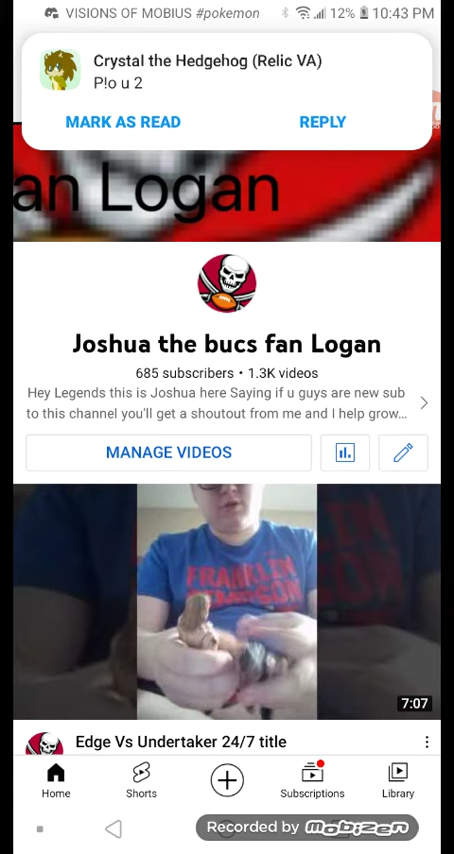 VISIONS OF MOBIUS #pokemon 12% 10:43 PM
Crystal the Hedgehog (Relic VA)
P!o u 2
MARK AS READ REPLY
an Logan
Joshua the bucs fan Logan
685 subscribers • 1.3K videos
Hey Legends this is Joshua here Saying if u guys are new sub
to this channel you'll get a shoutout from me and I help grow...
MANAGE VIDEOS
FRANKLIN
7:07
Edge Vs Undertaker 24/7 title
Home Shorts Subscriptions Library
Recorded by MOBIZEN